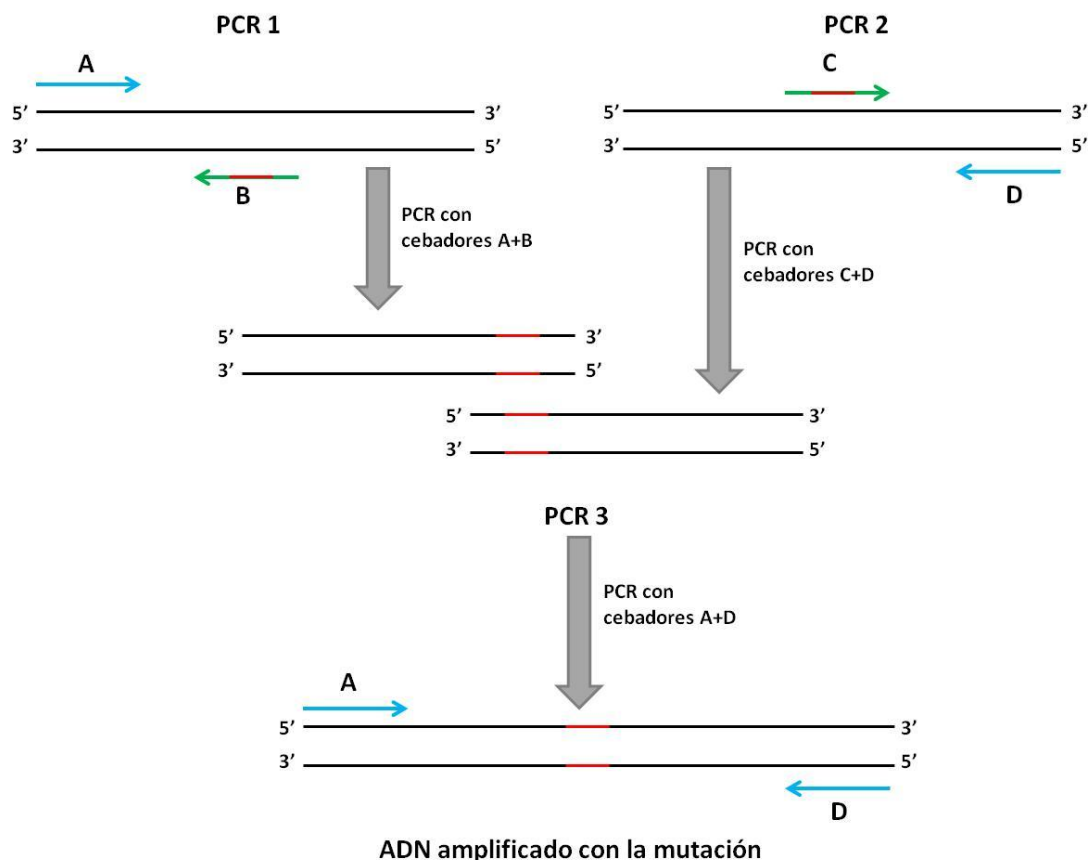 PCR 1
PCR 2
A
C
5’
3’
3’
5’
B
5’
3’
3’
5’
D
PCR con
cebadores A+B
PCR con
cebadores C+D
5’
3’
3’
5’
5’
3’
3’
5’
PCR 3
PCR con
cebadores A+D
A
5’
3’
3’
5’
D
ADN amplificado con la mutación